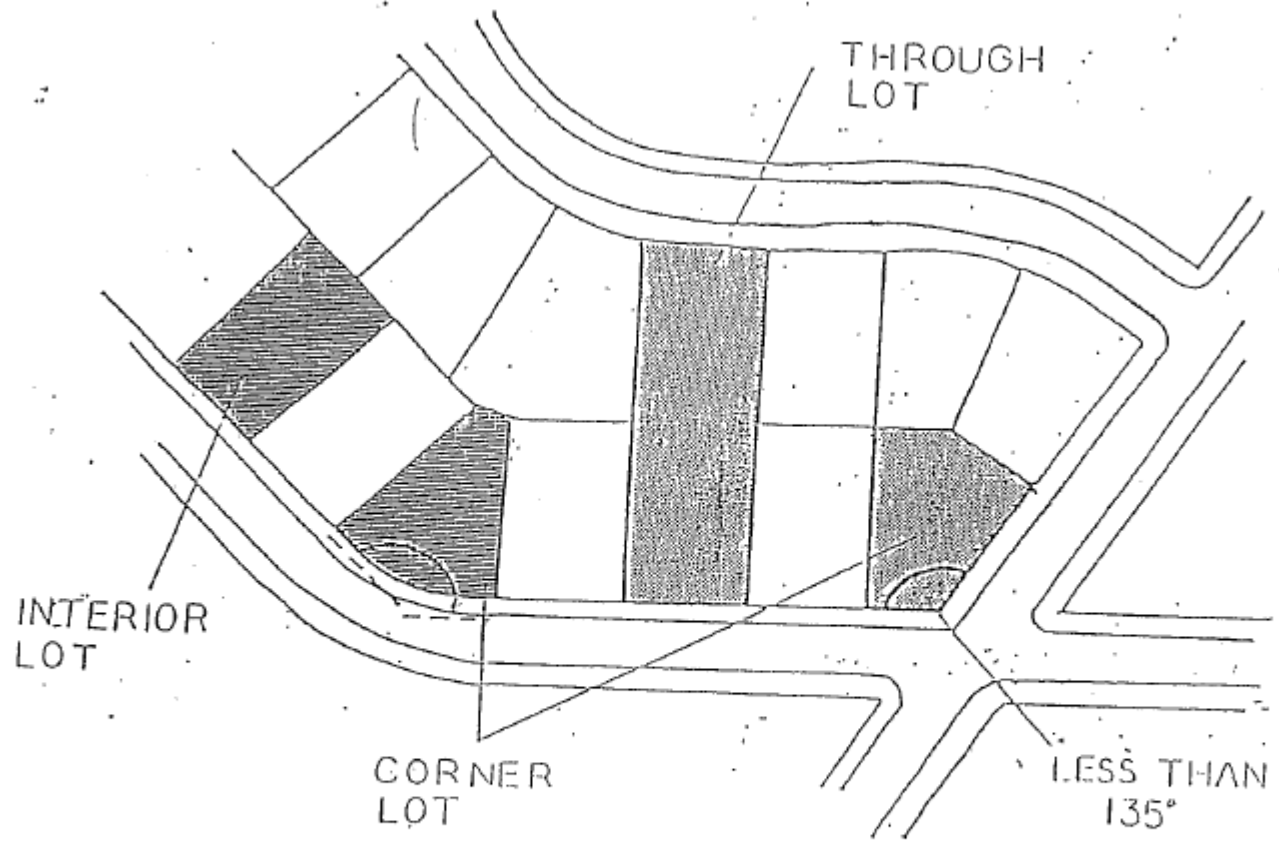 THROUGH
LOT
INTERIOR
LOT
CORNER
LOT
LESS THAN
135°